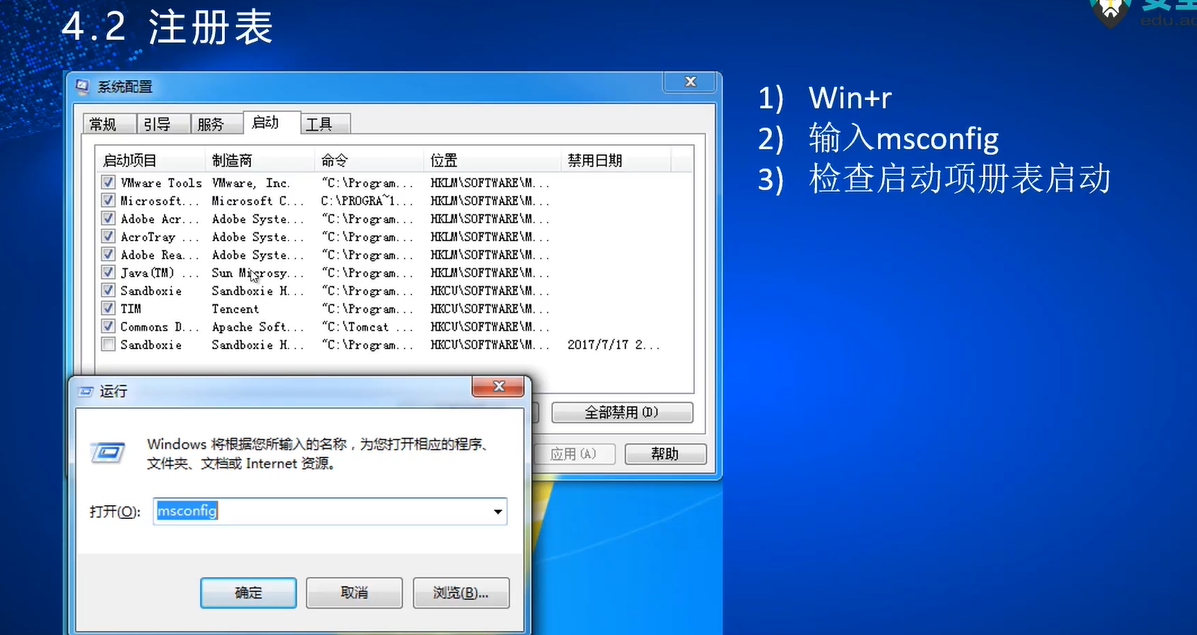 4.2 注册表
安全
edu.a
系统配置
常规 引导 服务 启动 工具
启动项目 制造商 命令 位置 禁用日期
VMware Tools VMware, Inc. "C:\Program... HKLM\SOFTWARE\M...
Microsoft... Microsoft C... C:\PROGRA~1... HKLM\SOFTWARE\M...
Adobe Acr... Adobe Syste... "C:\Program... HKLM\SOFTWARE\M...
AcroTray ... Adobe Syste... "C:\Program... HKLM\SOFTWARE\M...
Adobe Rea... Adobe Syste... "C:\Program... HKLM\SOFTWARE\M...
Java(TM) ... Sun Microsy... "C:\Program... HKLM\SOFTWARE\M...
Sandboxie Sandboxie H... "C:\Program... HKCU\SOFTWARE\M...
TIM Tencent "C:\Program... HKCU\SOFTWARE\M...
Commons D... Apache Soft... "C:\Tomcat ... HKCU\SOFTWARE\M...
Sandboxie Sandboxie H... "C:\Program... HKCU\SOFTWARE\M... 2017/7/17 2...
全部禁用(D)
应用(A) 帮助
运行
Windows 将根据您所输入的名称，为您打开相应的程序、
文件夹、文档或 Internet 资源。
打开(O): msconfig
确定 取消 浏览(B)...
1) Win+r
2) 输入msconfig
3) 检查启动项册表启动